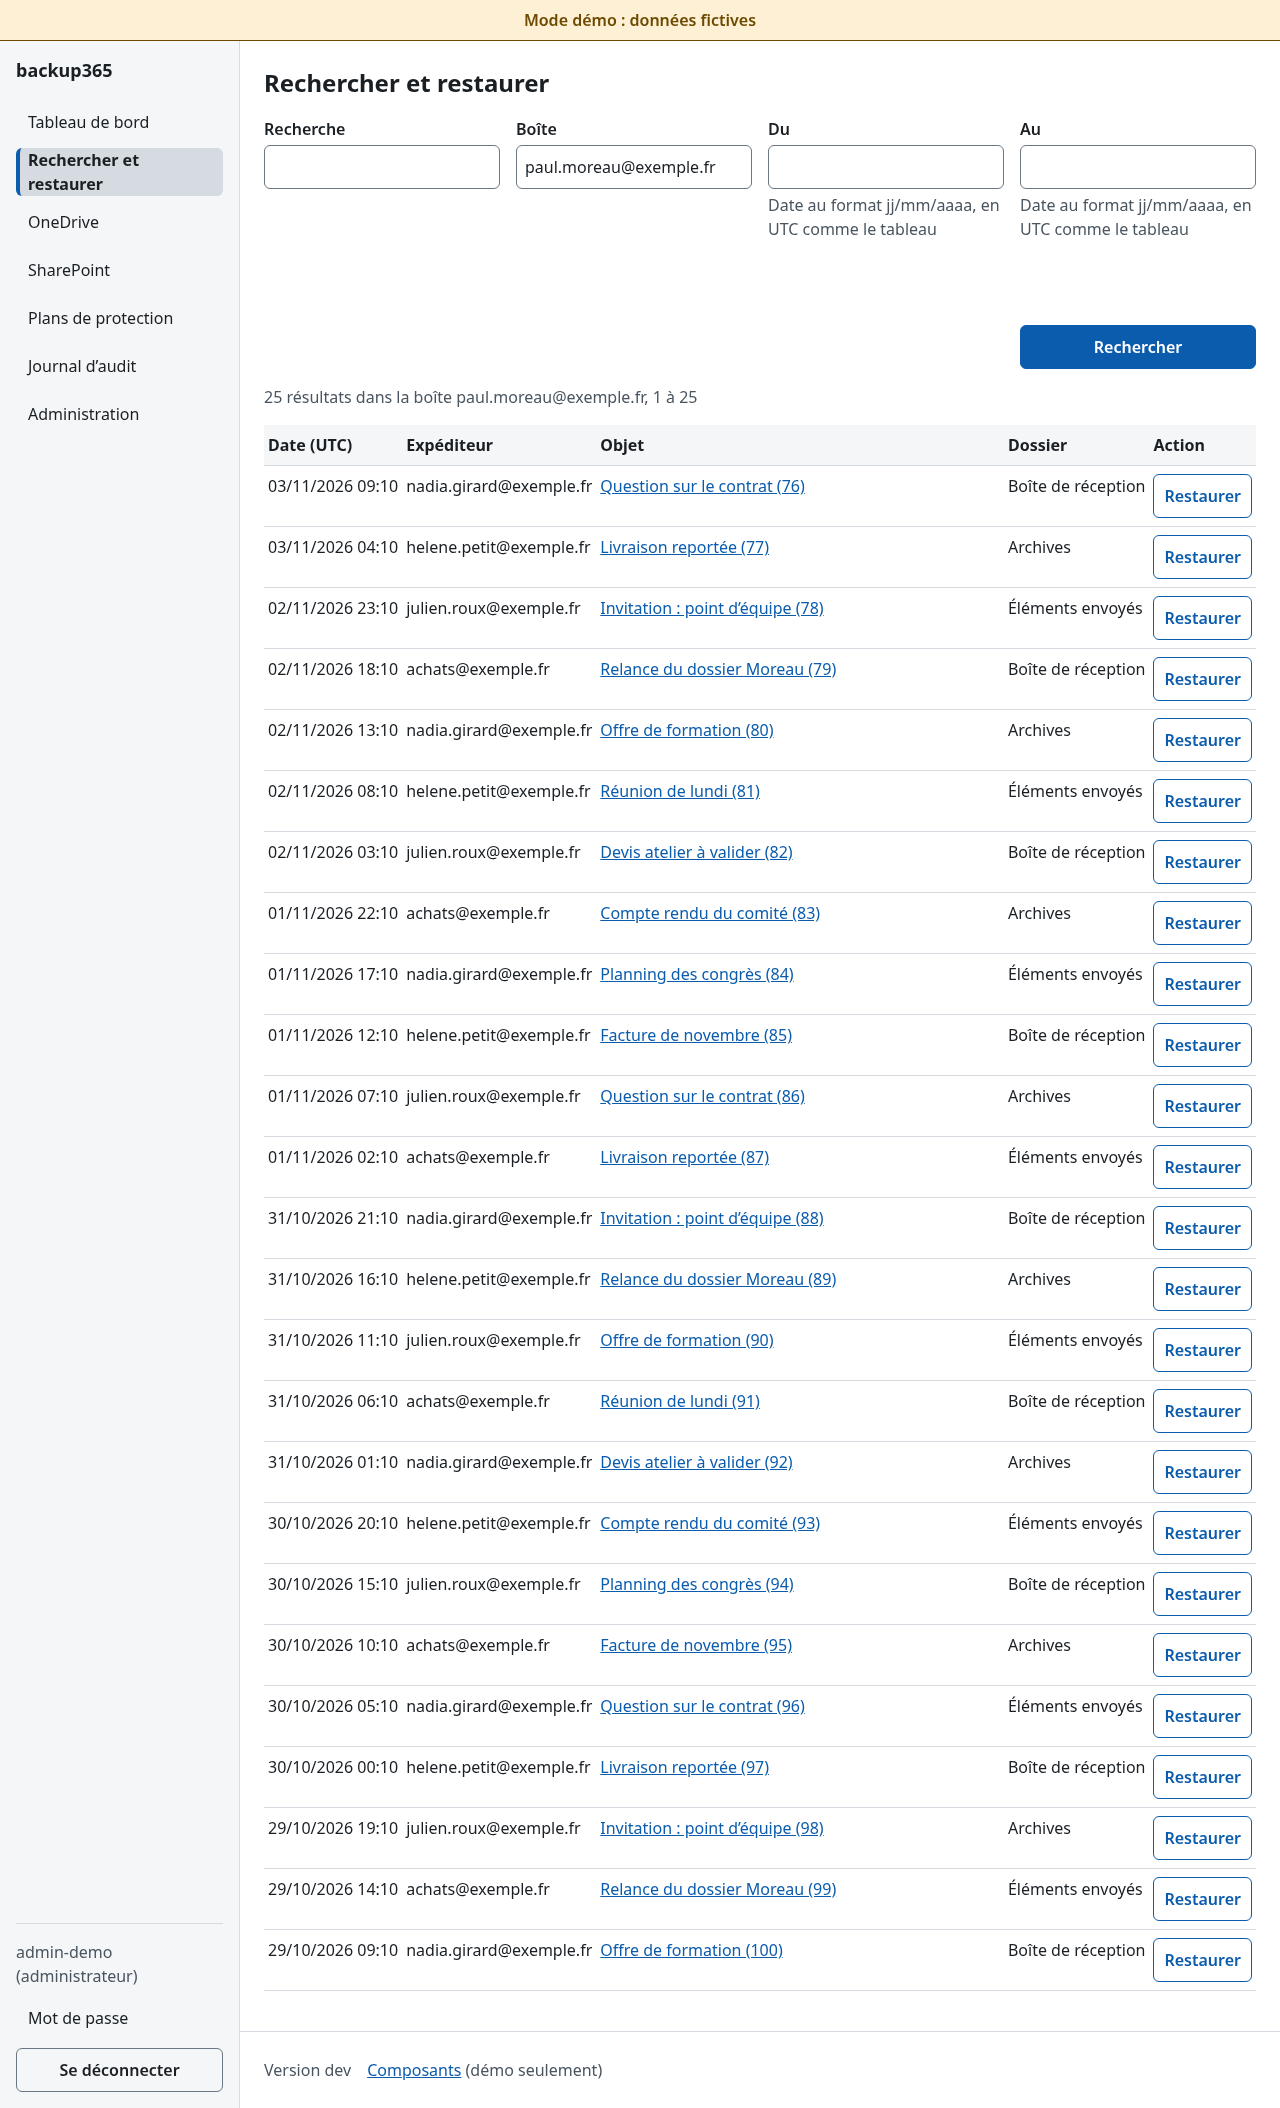 Mode démo : données fictives
backup365
Tableau de bord
Rechercher et
restaurer
OneDrive
SharePoint
Plans de protection
Journal d’audit
Administration
admin-demo
(administrateur)
Mot de passe
Se déconnecter
Rechercher et restaurer
Recherche
Boîte
paul.moreau@exemple.fr
Du
Date au format jj/mm/aaaa, en
UTC comme le tableau
Au
Date au format jj/mm/aaaa, en
UTC comme le tableau
Rechercher
25 résultats dans la boîte paul.moreau@exemple.fr, 1 à 25
Date (UTC) Expéditeur Objet Dossier Action
03/11/2026 09:10 nadia.girard@exemple.fr Question sur le contrat (76) Boîte de réception Restaurer
03/11/2026 04:10 helene.petit@exemple.fr Livraison reportée (77) Archives Restaurer
02/11/2026 23:10 julien.roux@exemple.fr Invitation : point d’équipe (78) Éléments envoyés Restaurer
02/11/2026 18:10 achats@exemple.fr Relance du dossier Moreau (79) Boîte de réception Restaurer
02/11/2026 13:10 nadia.girard@exemple.fr Offre de formation (80) Archives Restaurer
02/11/2026 08:10 helene.petit@exemple.fr Réunion de lundi (81) Éléments envoyés Restaurer
02/11/2026 03:10 julien.roux@exemple.fr Devis atelier à valider (82) Boîte de réception Restaurer
01/11/2026 22:10 achats@exemple.fr Compte rendu du comité (83) Archives Restaurer
01/11/2026 17:10 nadia.girard@exemple.fr Planning des congrès (84) Éléments envoyés Restaurer
01/11/2026 12:10 helene.petit@exemple.fr Facture de novembre (85) Boîte de réception Restaurer
01/11/2026 07:10 julien.roux@exemple.fr Question sur le contrat (86) Archives Restaurer
01/11/2026 02:10 achats@exemple.fr Livraison reportée (87) Éléments envoyés Restaurer
31/10/2026 21:10 nadia.girard@exemple.fr Invitation : point d’équipe (88) Boîte de réception Restaurer
31/10/2026 16:10 helene.petit@exemple.fr Relance du dossier Moreau (89) Archives Restaurer
31/10/2026 11:10 julien.roux@exemple.fr Offre de formation (90) Éléments envoyés Restaurer
31/10/2026 06:10 achats@exemple.fr Réunion de lundi (91) Boîte de réception Restaurer
31/10/2026 01:10 nadia.girard@exemple.fr Devis atelier à valider (92) Archives Restaurer
30/10/2026 20:10 helene.petit@exemple.fr Compte rendu du comité (93) Éléments envoyés Restaurer
30/10/2026 15:10 julien.roux@exemple.fr Planning des congrès (94) Boîte de réception Restaurer
30/10/2026 10:10 achats@exemple.fr Facture de novembre (95) Archives Restaurer
30/10/2026 05:10 nadia.girard@exemple.fr Question sur le contrat (96) Éléments envoyés Restaurer
30/10/2026 00:10 helene.petit@exemple.fr Livraison reportée (97) Boîte de réception Restaurer
29/10/2026 19:10 julien.roux@exemple.fr Invitation : point d’équipe (98) Archives Restaurer
29/10/2026 14:10 achats@exemple.fr Relance du dossier Moreau (99) Éléments envoyés Restaurer
29/10/2026 09:10 nadia.girard@exemple.fr Offre de formation (100) Boîte de réception Restaurer
Version dev Composants (démo seulement)